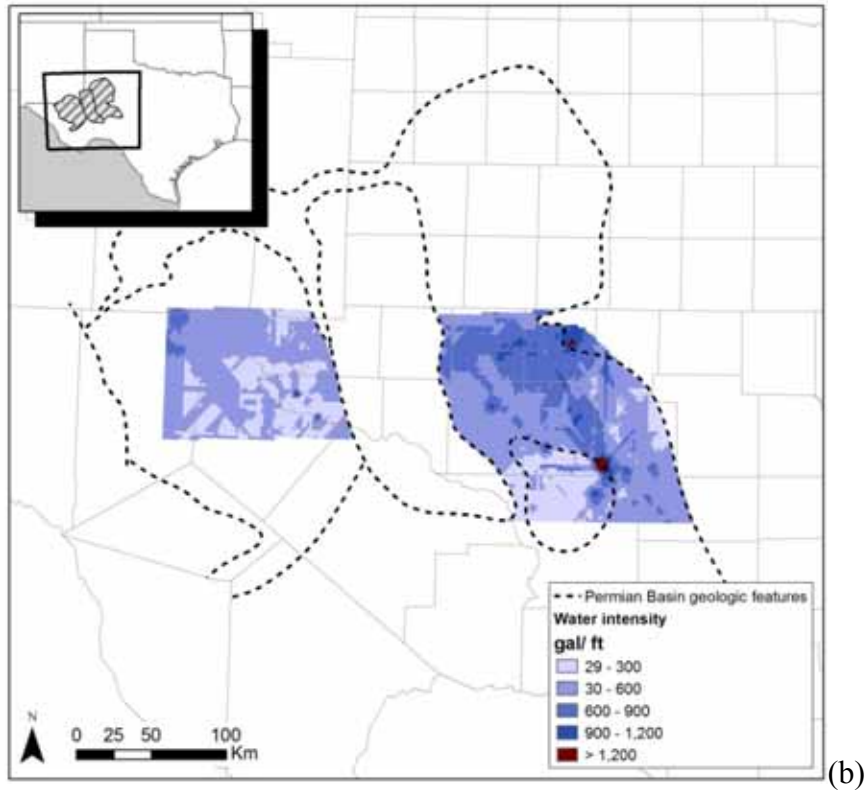 Permian Basin geologic features
Water intensity
gal/ ft
29 - 300
30 - 600
600 - 900
900 - 1,200
> 1,200
N
0 25 50 100
Km
(b)